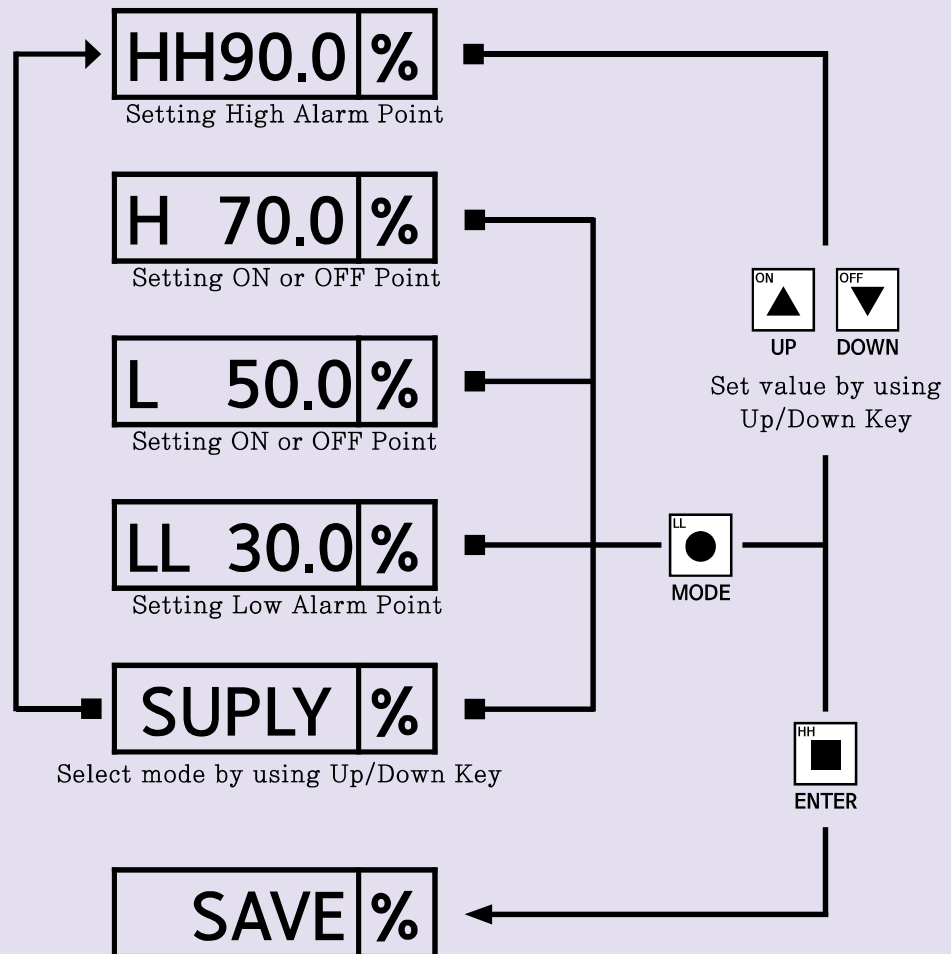 HH90.0 %
Setting High Alarm Point
H 70.0 %
Setting ON or OFF Point
L 50.0 %
Setting ON or OFF Point
LL 30.0 %
Setting Low Alarm Point
SUPLY %
Select mode by using Up/Down Key
SAVE %
ON OFF
UP DOWN
Set value by using
Up/Down Key
LL
MODE
HH
ENTER